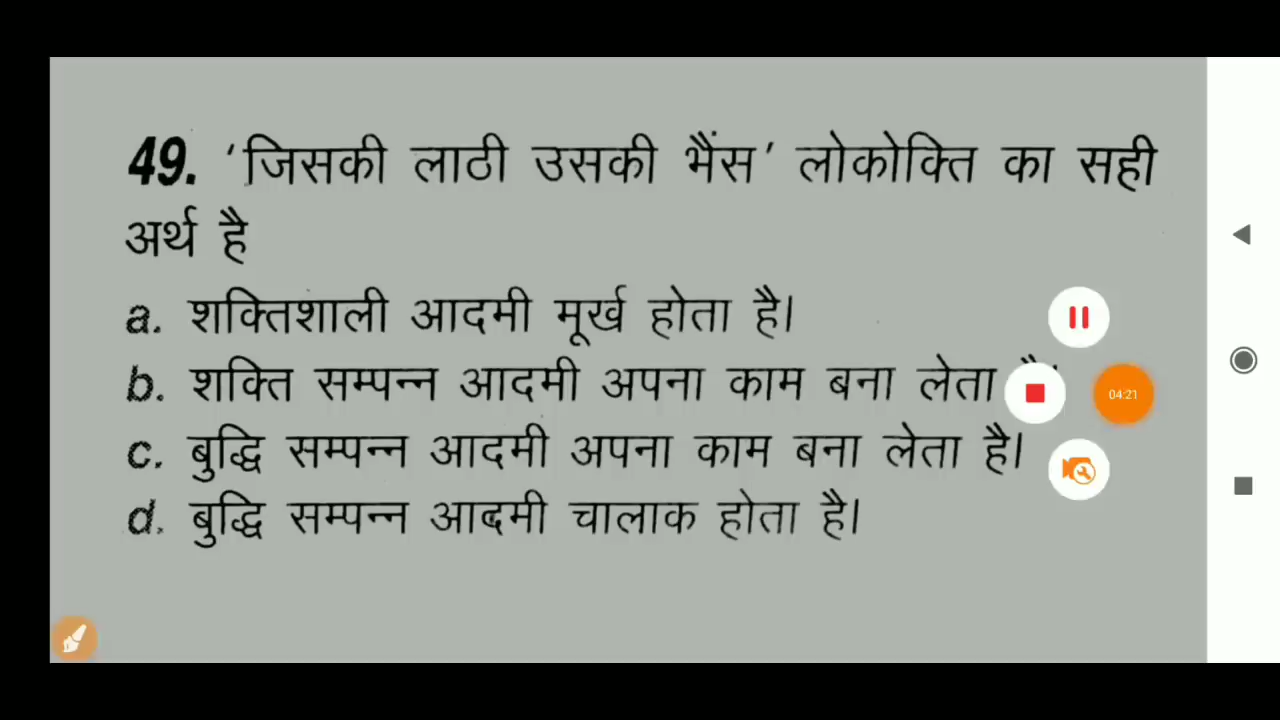 49. 'जिसकी लाठी उसकी भैंस' लोकोक्ति का सही
अर्थ है
a. शक्तिशाली आदमी मूर्ख होता है।
b. शक्ति सम्पन्न आदमी अपना काम बना लेता
c. बुद्धि सम्पन्न आदमी अपना काम बना लेता है।
d. बुद्धि सम्पन्न आदमी चालाक होता है।
04:21